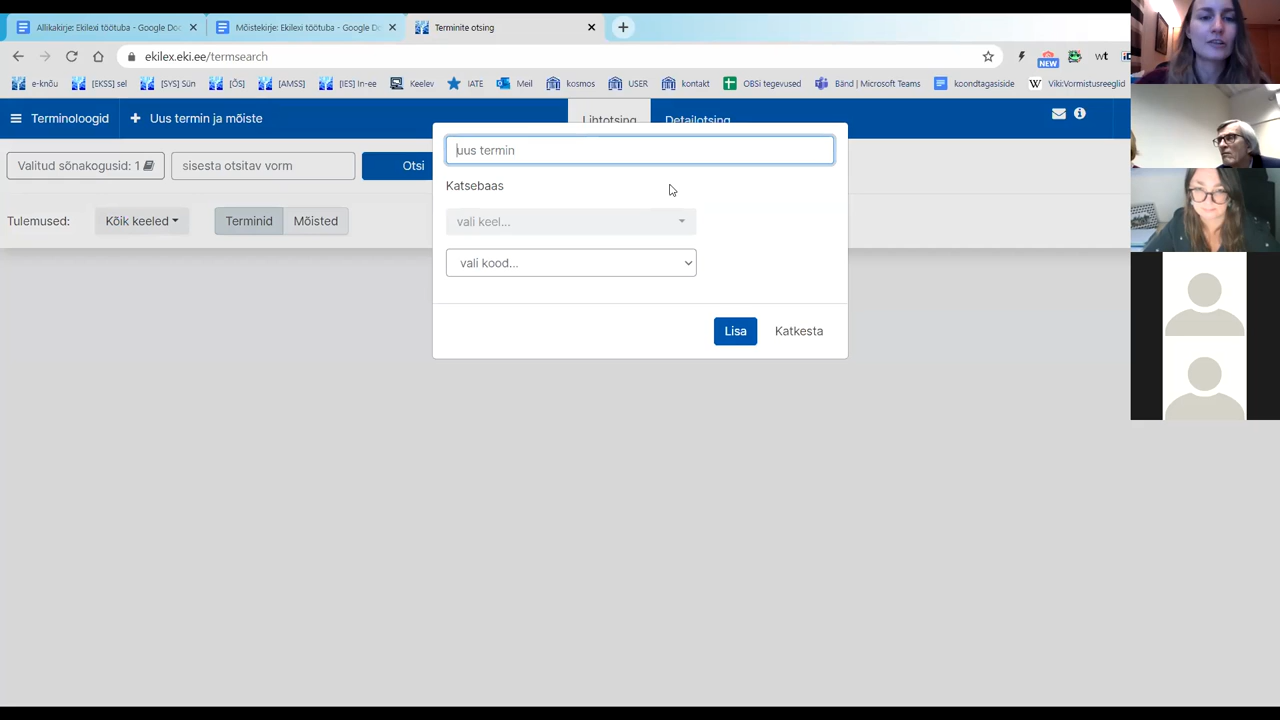 Allikakirje: Ekilexi töötuba - Google Do
Mõistekirje: Ekilexi töötuba - Google D
Terminite otsing
ekilex.eki.ee/termsearch
NEW
wt
e-knõu
[EKSS] sel
[SYS] Sün
[ÕS]
[AMSS]
[IES] In-ee
Keelev
IATE
Meil
kosmos
USER
kontakt
OBSi tegevused
Bänd | Microsoft Teams
koondtagasiside
Viki:Vormistusreeglid
Terminoloogid
Uus termin ja mõiste
Lihtotsing
Detailotsing
Valitud sõnakogusid: 1
sisesta otsitav vorm
Otsi
uus termin
Katsebaas
Tulemused:
Kõik keeled
Terminid
Mõisted
vali keel...
vali kood...
Lisa
Katkesta